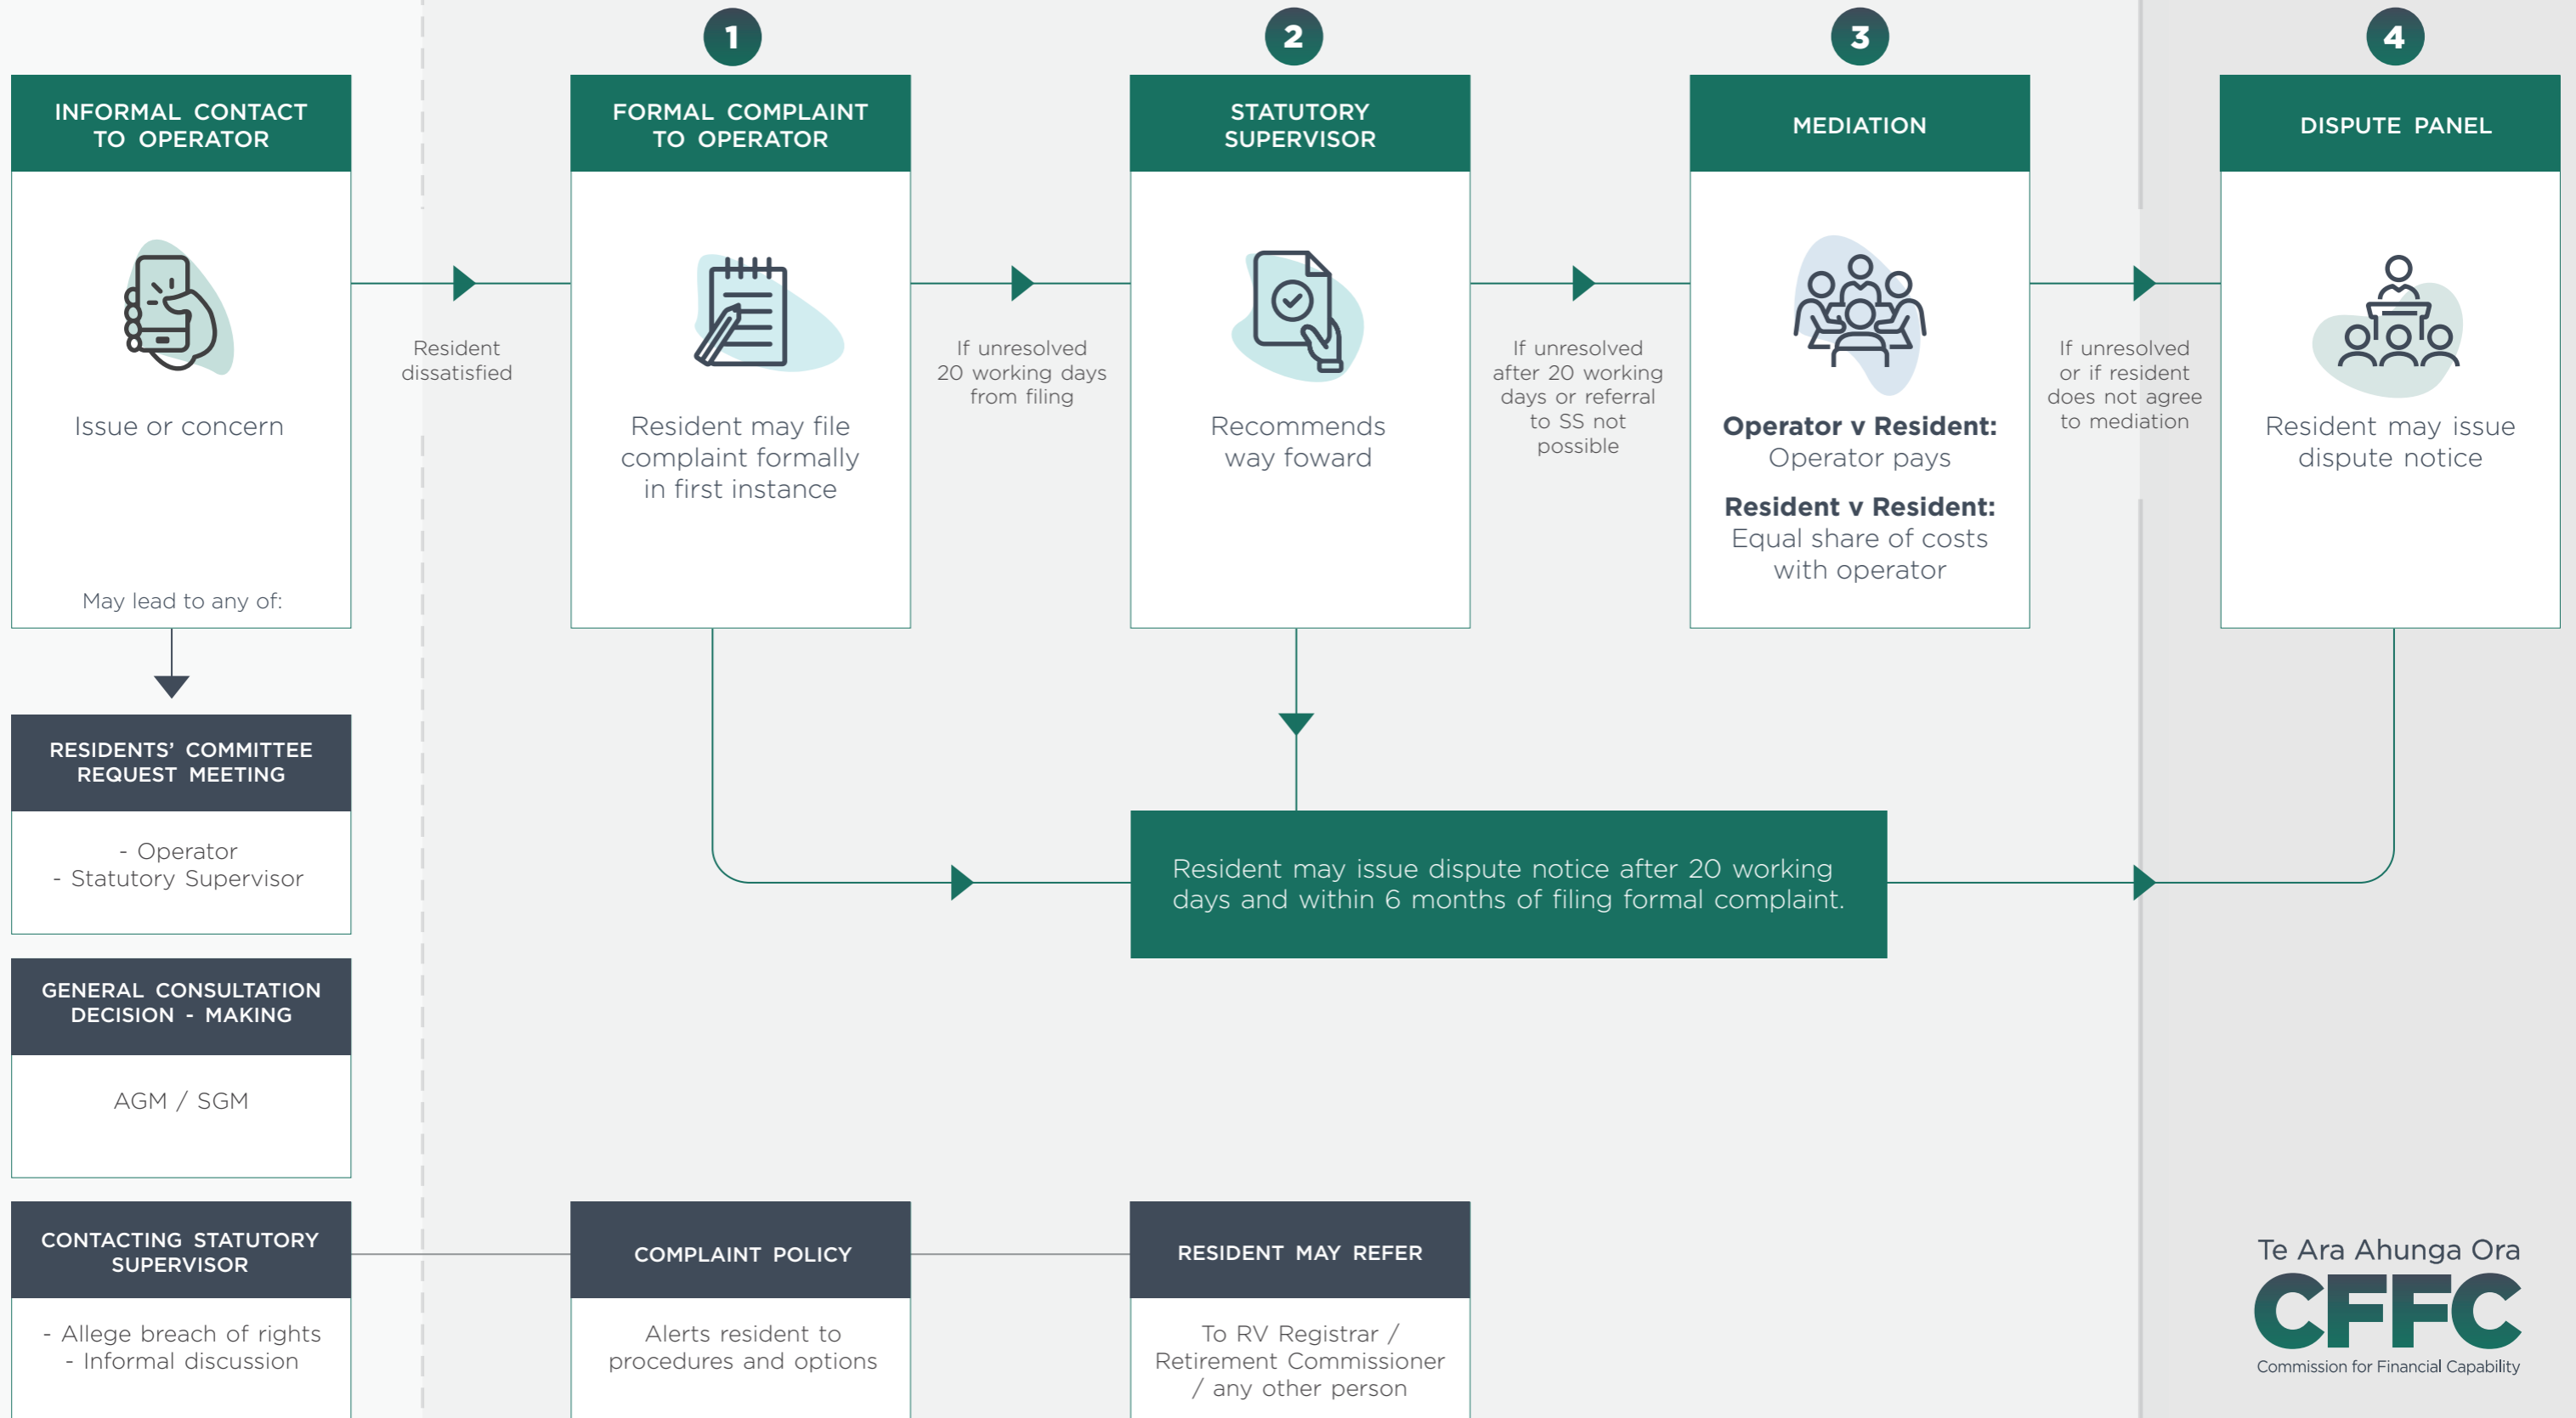 1
2
3
4
INFORMAL CONTACT
TO OPERATOR
Issue or concern
May lead to any of:
Resident
dissatisfied
FORMAL COMPLAINT
TO OPERATOR
Resident may file
complaint formally
in first instance
If unresolved
20 working days
from filing
STATUTORY
SUPERVISOR
Recommends
way foward
If unresolved
after 20 working
days or referral
to SS not
possible
MEDIATION
Operator v Resident:
Operator pays
Resident v Resident:
Equal share of costs
with operator
If unresolved
or if resident
does not agree
to mediation
DISPUTE PANEL
Resident may issue
dispute notice
RESIDENTS’ COMMITTEE
REQUEST MEETING
- Operator
- Statutory Supervisor
Resident may issue dispute notice after 20 working
days and within 6 months of filing formal complaint.
GENERAL CONSULTATION
DECISION - MAKING
AGM / SGM
CONTACTING STATUTORY
SUPERVISOR
- Allege breach of rights
- Informal discussion
COMPLAINT POLICY
Alerts resident to
procedures and options
RESIDENT MAY REFER
To RV Registrar /
Retirement Commissioner
/ any other person
Te Ara Ahunga Ora
CFFC
Commission for Financial Capability